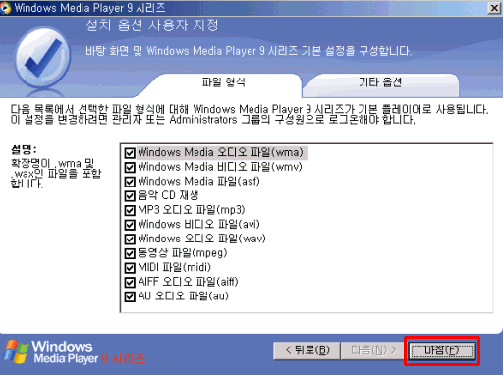 Windows Media Player 9 시리즈
설치 옵션 사용자 지정
바탕 화면 및 Windows Media Player 9 시리즈 기본 설정을 구성합니다.
파일 형식
기타 옵션
다음 목록에서 선택한 파일 형식에 대해 Windows Media Player 9 시리즈가 기본 플레이어로 사용됩니다.
이 설정을 변경하려면 관리자 또는 Administrators 그룹의 구성원으로 로그온해야 합니다.
설명:
확장명이 .wma 및
.wax인 파일을 포함
합니다.
Windows Media 오디오 파일(wma)
Windows Media 비디오 파일(wmv)
Windows Media 파일(asf)
음악 CD 재생
MP3 오디오 파일(mp3)
Windows 비디오 파일(avi)
Windows 오디오 파일(wav)
동영상 파일(mpeg)
MIDI 파일(midi)
AIFF 오디오 파일(aiff)
AU 오디오 파일(au)
Windows
Media Player 9 시리즈
< 뒤로(B)
다음(N) >
마침(F)